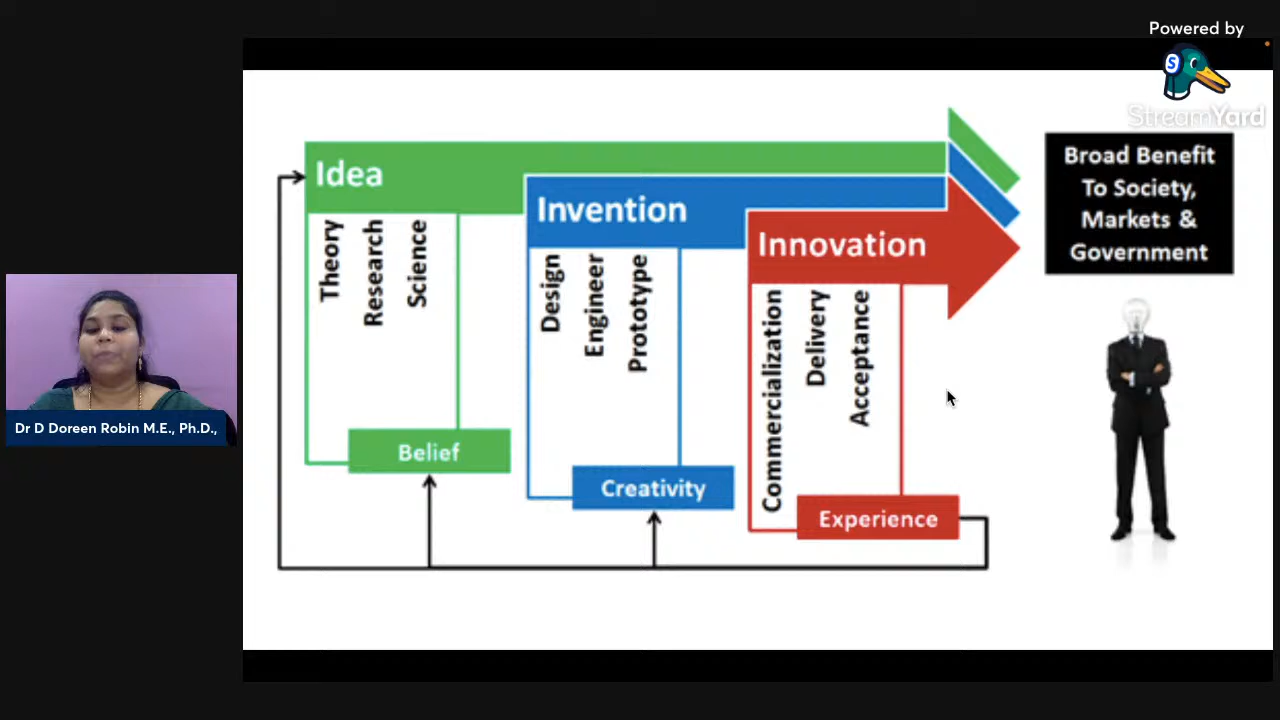 Powered by
S
StreamYard
Idea
Theory
Research
Science
Belief
Invention
Design
Engineer
Prototype
Creativity
Innovation
Commercialization
Delivery
Acceptance
Experience
Broad Benefit
To Society,
Markets &
Government
Dr D Doreen Robin M.E., Ph.D.,